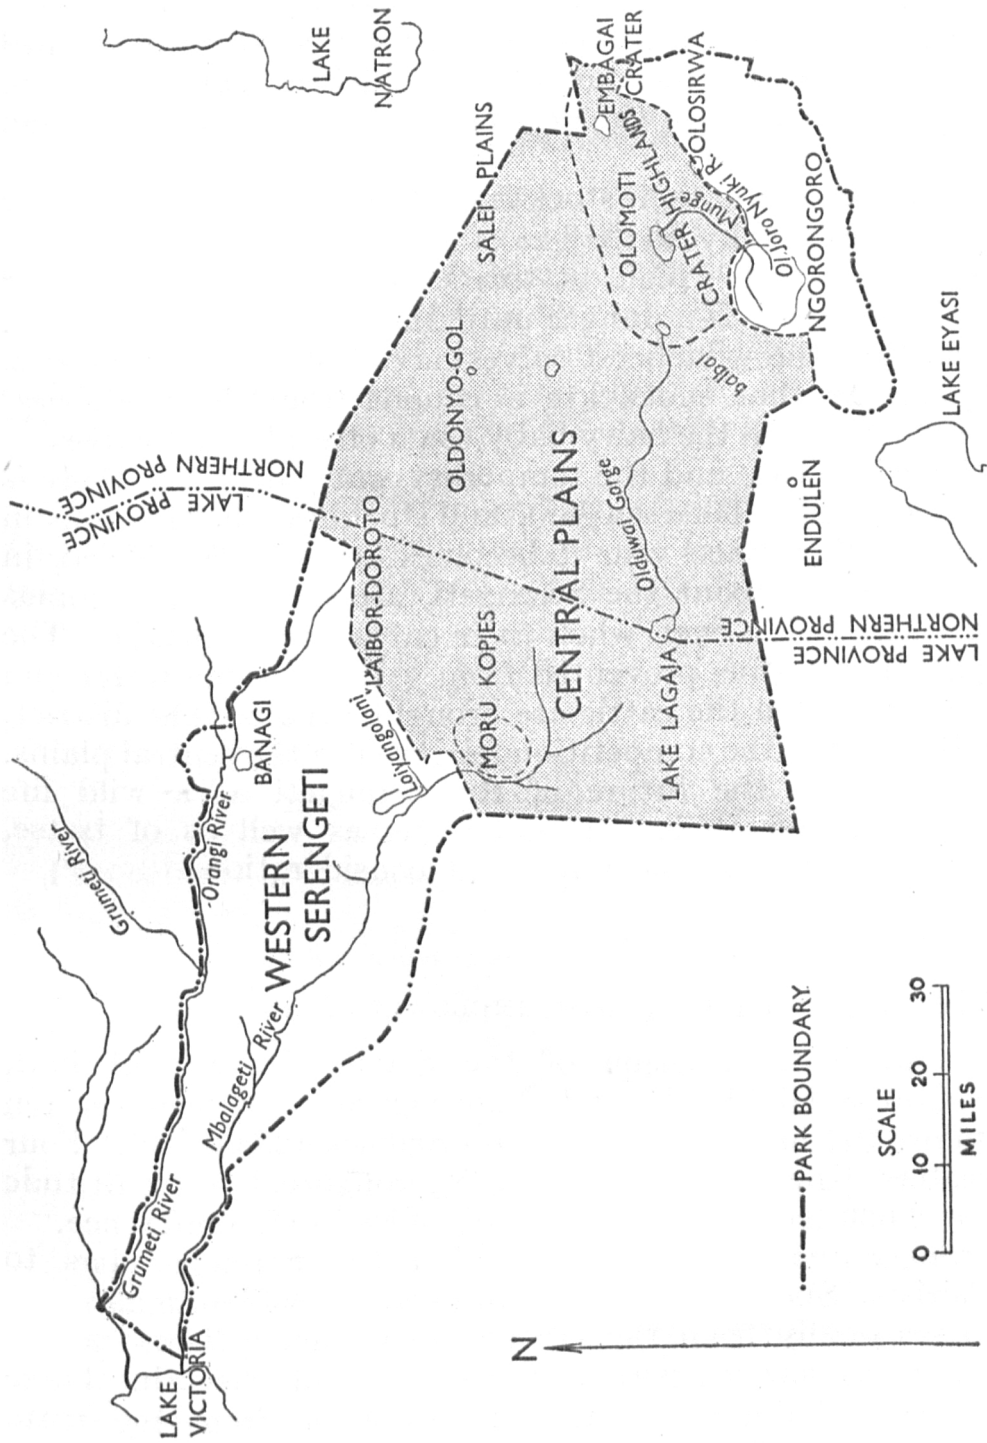 LAKE
NATRON
SALEI PLAINS
EMBAGAI
CRATER
OLOSIRWA
OLOMOTI
CRATER HIGHLANDS
Munge
Ol Joro Nyuki R.
NGORONGORO
balbal
OLDONYO-GOL
NORTHERN PROVINCE
LAKE PROVINCE
LAKE EYASI
ENDULEN
Olduwai Gorge
CENTRAL PLAINS
LAIBOR-DOROTO
MORU KOPJES
LAKE LAGAJA
NORTHERN PROVINCE
LAKE PROVINCE
Loiyangolani
BANAGI
Orangi River
Grumeti River
WESTERN
SERENGETI
Mbalageti River
Grumeti River
LAKE
VICTORIA
N
PARK BOUNDARY
SCALE
0 10 20 30
MILES